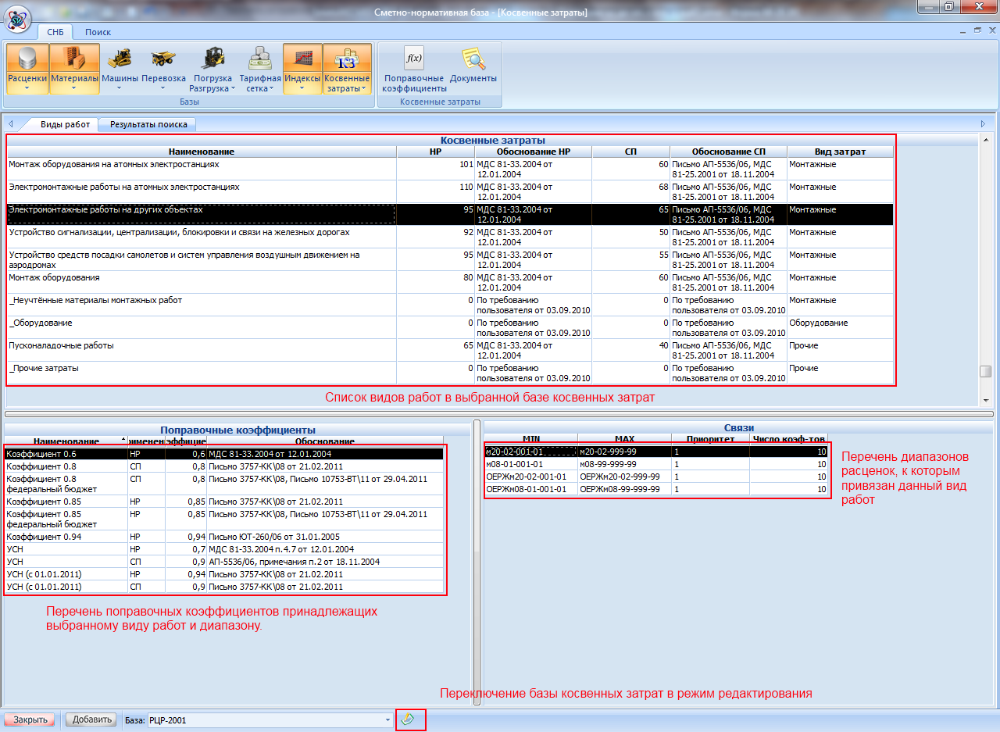 Сметно-нормативная база - [Косвенные затраты]
СНБ Поиск
Расценки Материалы Машины Перевозка Погрузка Разгрузка Тарифная сетка Индексы КЗ Косвенные затраты f(x) Поправочные коэффициенты Документы
Базы Косвенные затраты
Виды работ Результаты поиска
Косвенные затраты
Наименование НР Обоснование НР СП Обоснование СП Вид затрат
Монтаж оборудования на атомных электростанциях 101 МДС 81-33.2004 от 60 Письмо АП-5536/06, МДС Монтажные
12.01.2004 81-25.2001 от 18.11.2004
Электромонтажные работы на атомных электростанциях 110 МДС 81-33.2004 от 68 Письмо АП-5536/06, МДС Монтажные
12.01.2004 81-25.2001 от 18.11.2004
Электромонтажные работы на других объектах 95 МДС 81-33.2004 от 65 Письмо АП-5536/06, МДС Монтажные
12.01.2004 81-25.2001 от 18.11.2004
Устройство сигнализации, централизации, блокировки и связи на железных дорогах 92 МДС 81-33.2004 от 50 Письмо АП-5536/06, МДС Монтажные
12.01.2004 81-25.2001 от 18.11.2004
Устройство средств посадки самолетов и систем управления воздушным движением на 95 МДС 81-33.2004 от 55 Письмо АП-5536/06, МДС Монтажные
аэродромах 12.01.2004 81-25.2001 от 18.11.2004
Монтаж оборудования 80 МДС 81-33.2004 от 60 Письмо АП-5536/06, МДС Монтажные
12.01.2004 81-25.2001 от 18.11.2004
_Неучтённые материалы монтажных работ 0 По требованию 0 По требованию Монтажные
пользователя от 03.09.2010 пользователя от 03.09.2010
_Оборудование 0 По требованию 0 По требованию Оборудование
пользователя от 03.09.2010 пользователя от 03.09.2010
Пусконаладочные работы 65 МДС 81-33.2004 от 40 Письмо АП-5536/06, МДС Прочие
12.01.2004 81-25.2001 от 18.11.2004
_Прочие затраты 0 По требованию 0 По требованию Прочие
пользователя от 03.09.2010 пользователя от 03.09.2010
Список видов работ в выбранной базе косвенных затрат
Поправочные коэффициенты
Наименование именен эффицие Обоснование
Коэффициент 0.6 НР 0,6 МДС 81-33.2004 от 12.01.2004
Коэффициент 0.8 СП 0,8 Письмо 3757-КК\08 от 21.02.2011
Коэффициент 0.8 СП 0,8 Письмо 3757-КК\08, Письмо 10753-ВТ\11 от 29.04.2011
федеральный бюджет
Коэффициент 0.85 НР 0,85 Письмо 3757-КК\08 от 21.02.2011
Коэффициент 0.85 НР 0,85 Письмо 3757-КК\08, Письмо 10753-ВТ\11 от 29.04.2011
федеральный бюджет
Коэффициент 0.94 НР 0,94 Письмо ЮТ-260/06 от 31.01.2005
УСН НР 0,7 МДС 81-33.2004 п.4.7 от 12.01.2004
УСН СП 0,9 АП-5536/06, примечания п.2 от 18.11.2004
УСН (с 01.01.2011) НР 0,94 Письмо 3757-КК\08 от 21.02.2011
УСН (с 01.01.2011) СП 0,9 Письмо 3757-КК\08 от 21.02.2011
Перечень поправочных коэффициентов принадлежащих
выбранному виду работ и диапазону.
Связи
MIN MAX Приоритет Число коэф-тов
м20-02-001-01 м20-02-999-99 1 10
м08-01-001-01 м08-99-999-99 1 10
ОЕРЖм20-02-001-01 ОЕРЖм20-02-999-99 1 10
ОЕРЖм08-01-001-01 ОЕРЖм08-99-999-99 1 10
Перечень диапазонов
расценок, к которым
привязан данный вид
работ
Переключение базы косвенных затрат в режим редактирования
Закрыть Добавить База: РЦР-2001